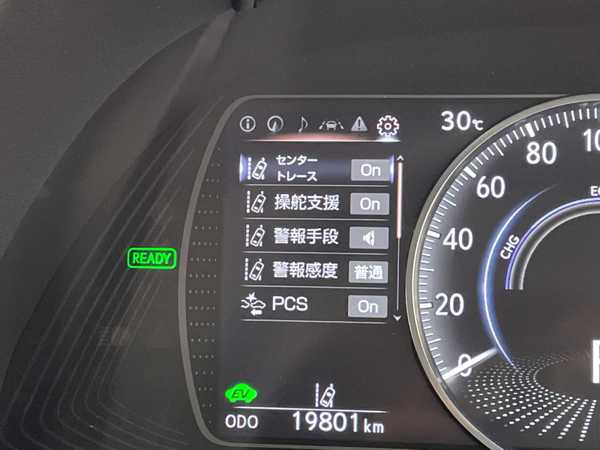 30℃
センター
トレース
On
操舵支援
On
警報手段
警報感度
普通
PCS
On
READY
EV
ODO
19801 km
CHG
80
60
40
20
0